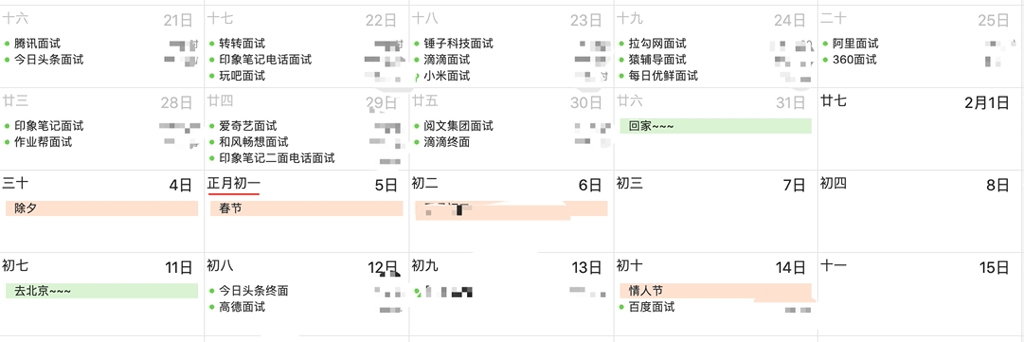 十六 21日
腾讯面试
今日头条面试
十七 22日
转转面试
印象笔记电话面试
玩吧面试
十八 23日
锤子科技面试
滴滴面试
小米面试
十九 24日
拉勾网面试
猿辅导面试
每日优鲜面试
二十 25日
阿里面试
360面试
廿三 28日
印象笔记面试
作业帮面试
廿四 29日
爱奇艺面试
和风畅想面试
印象笔记二面电话面试
廿五 30日
阅文集团面试
滴滴终面
廿六 31日
回家~~~
廿七 2月1日
三十 4日
除夕
正月初一 5日
春节
初二 6日
初三 7日
初四 8日
初七 11日
去北京~~~
初八 12日
今日头条终面
高德面试
初九 13日
初十 14日
情人节
百度面试
十一 15日